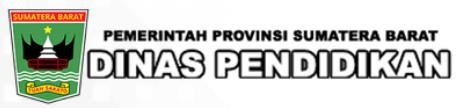 SUMATERA BARAT
TUAH SAKATO
PEMERINTAH PROVINSI SUMATERA BARAT
DINAS PENDIDIKAN